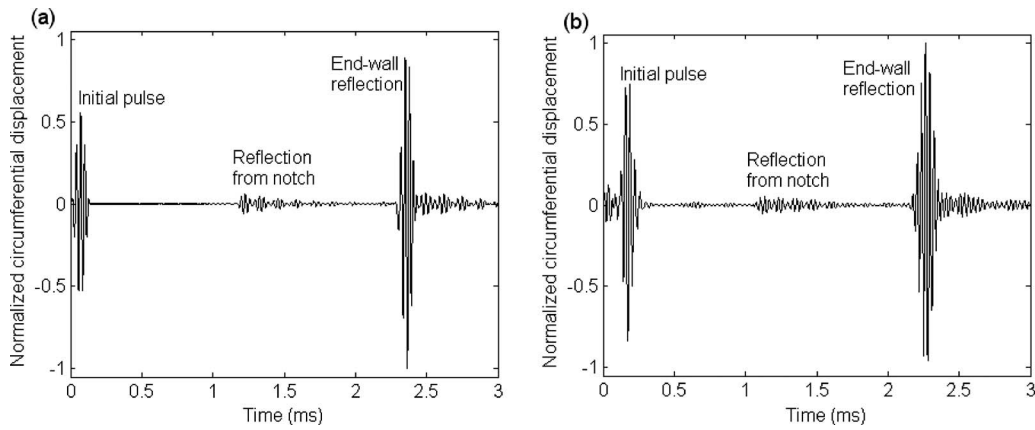 (a)
Normalized circumferential displacement
1
0.5
0
-0.5
-1
Initial pulse
Reflection
from notch
End-wall
reflection
0 0.5 1 1.5 2 2.5 3
Time (ms)
(b)
Normalized circumferential displacement
1
0.5
0
-0.5
-1
Initial pulse
Reflection
from notch
End-wall
reflection
0 0.5 1 1.5 2 2.5 3
Time (ms)